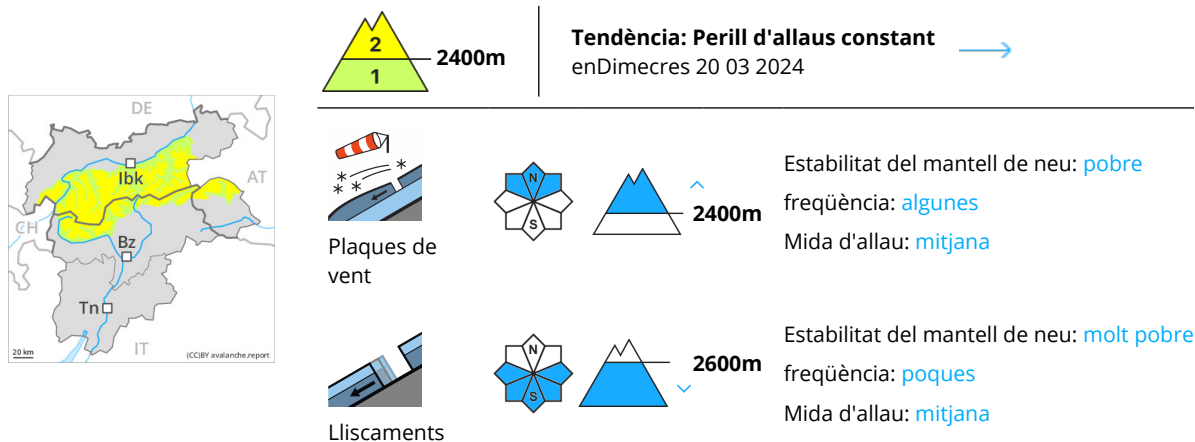 2
1
2400m
Tendència: Perill d'allaus constant
enDimecres 20 03 2024
DE
AT
Ibk
CH
Bz
Tn
IT
20 km
(CC)BY avalanche.report
Plaques de
vent
N
S
2400m
Estabilitat del mantell de neu: pobre
freqüència: algunes
Mida d'allau: mitjana
Lliscaments
N
S
2600m
Estabilitat del mantell de neu: molt pobre
freqüència: poques
Mida d'allau: mitjana